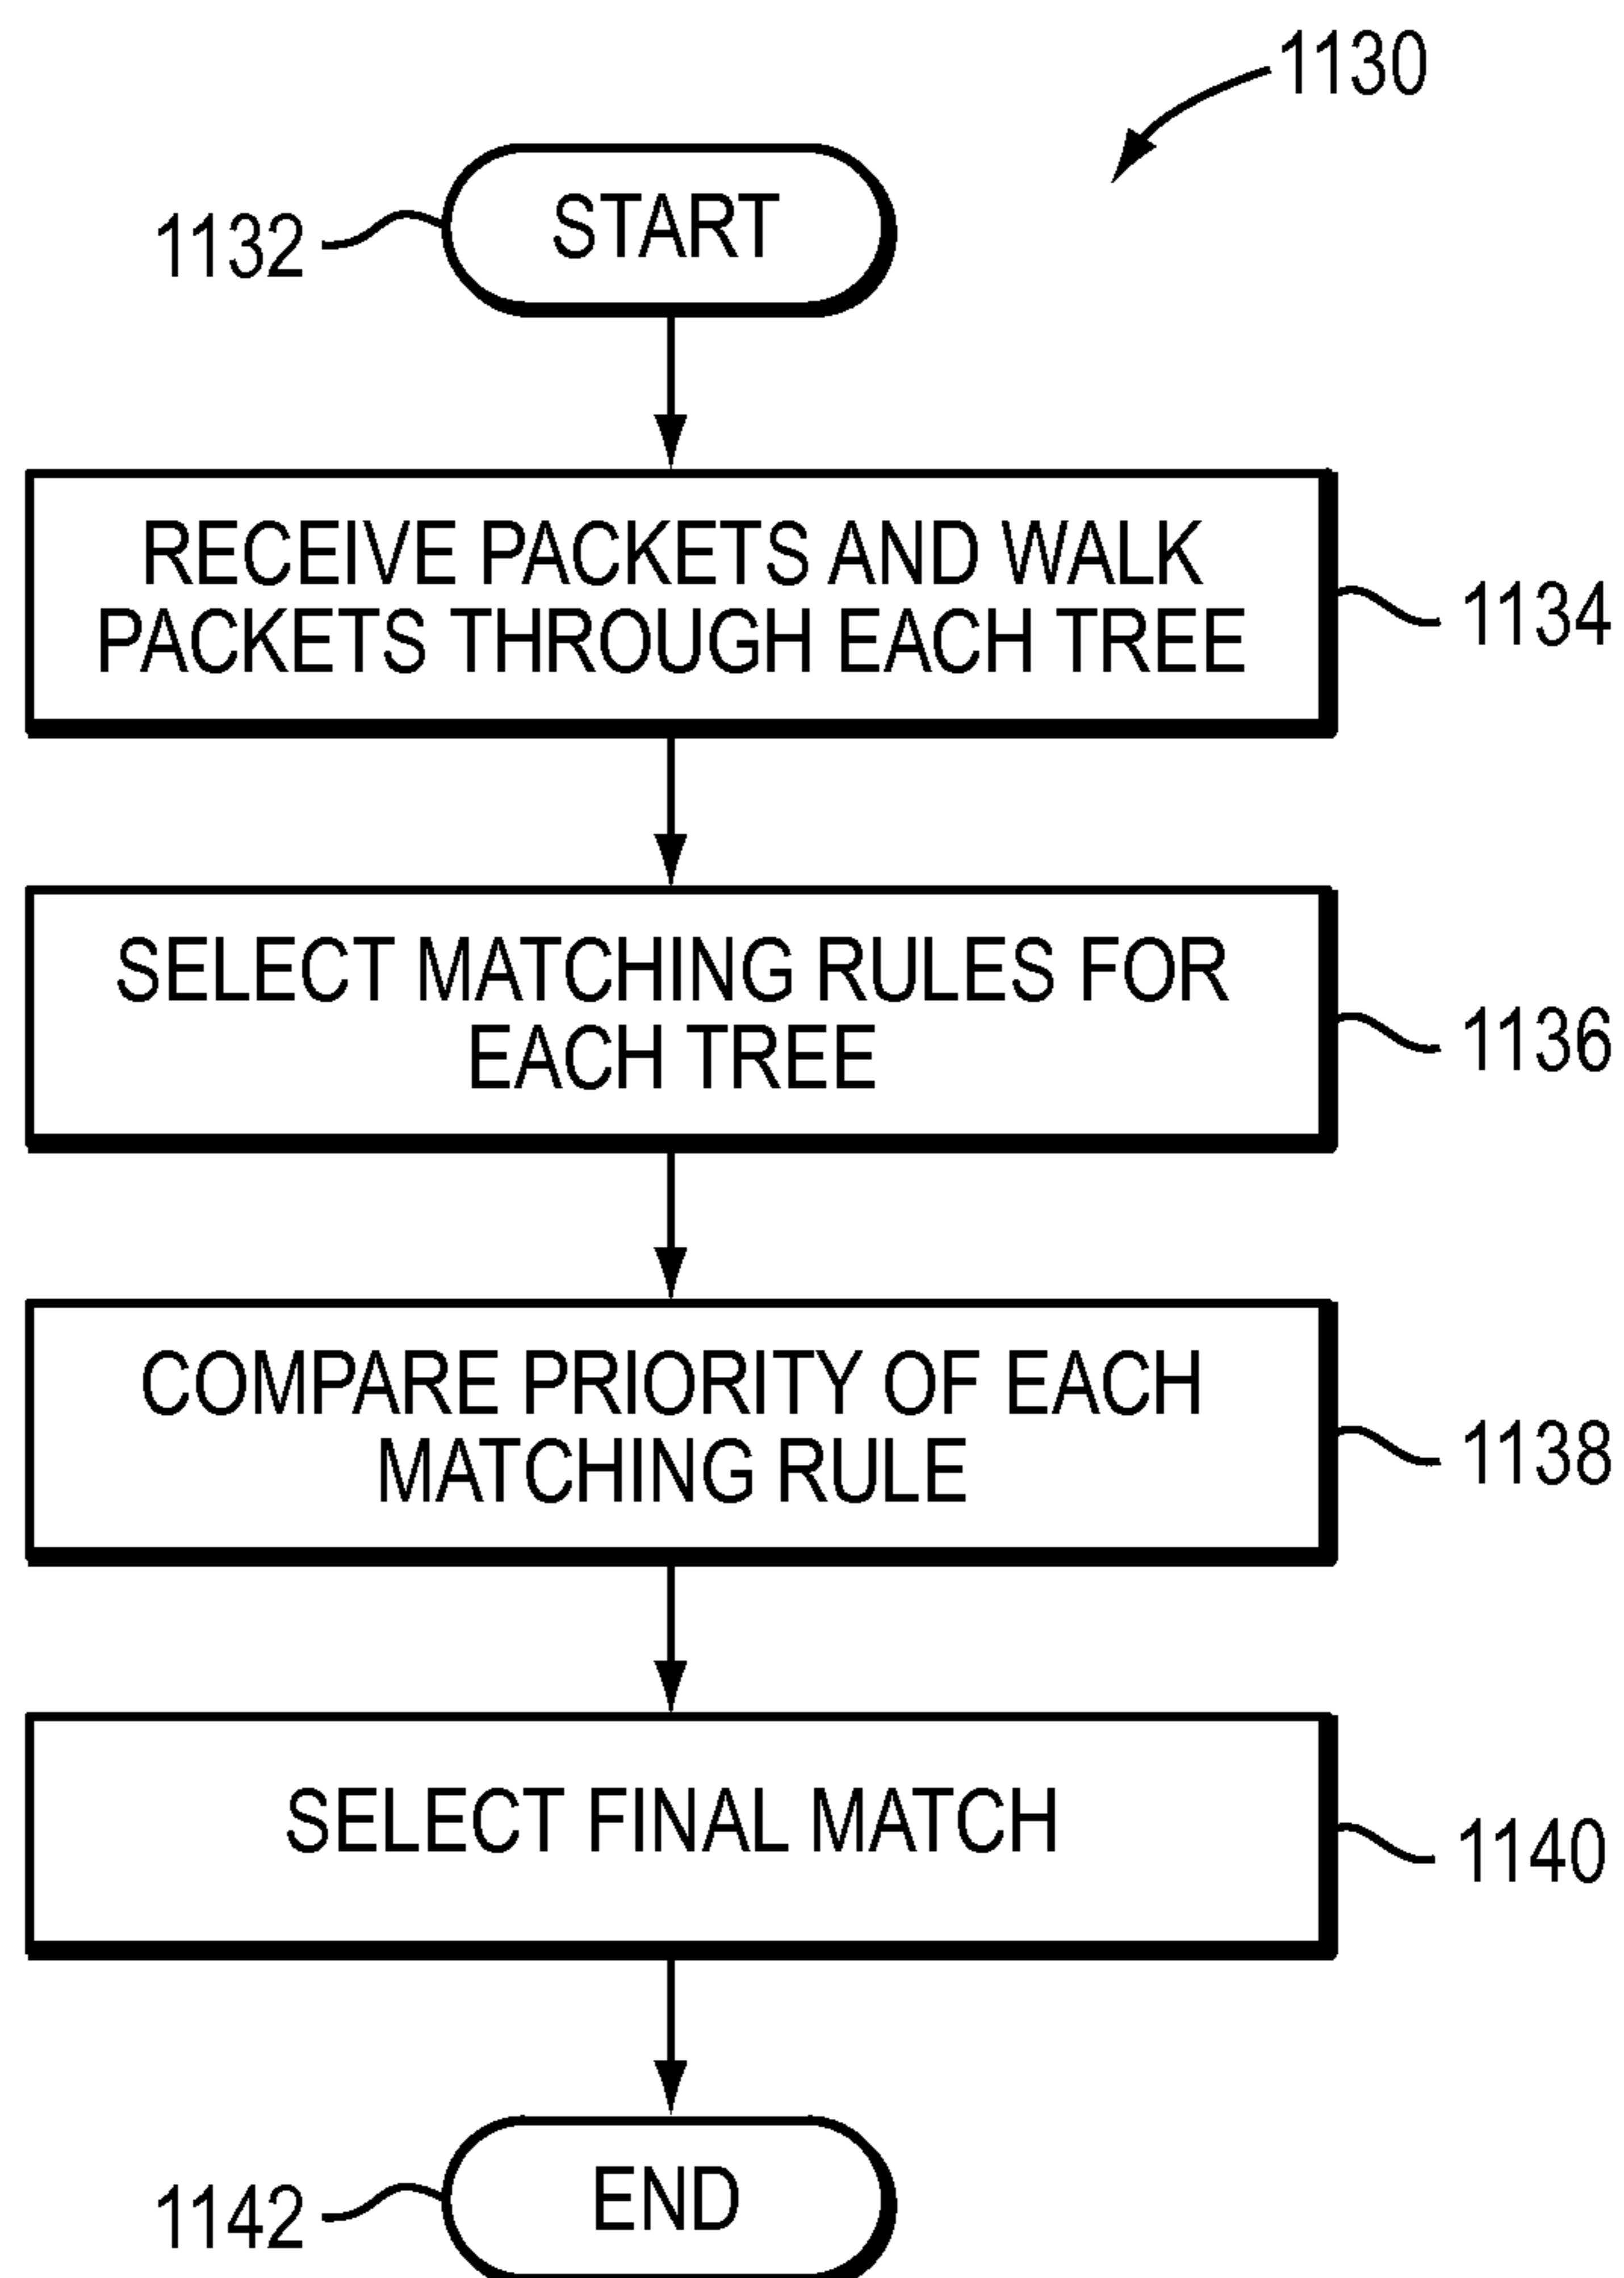 1130
1132
START
RECEIVE PACKETS AND WALK
PACKETS THROUGH EACH TREE
1134
SELECT MATCHING RULES FOR
EACH TREE
1136
COMPARE PRIORITY OF EACH
MATCHING RULE
1138
SELECT FINAL MATCH
1140
1142
END